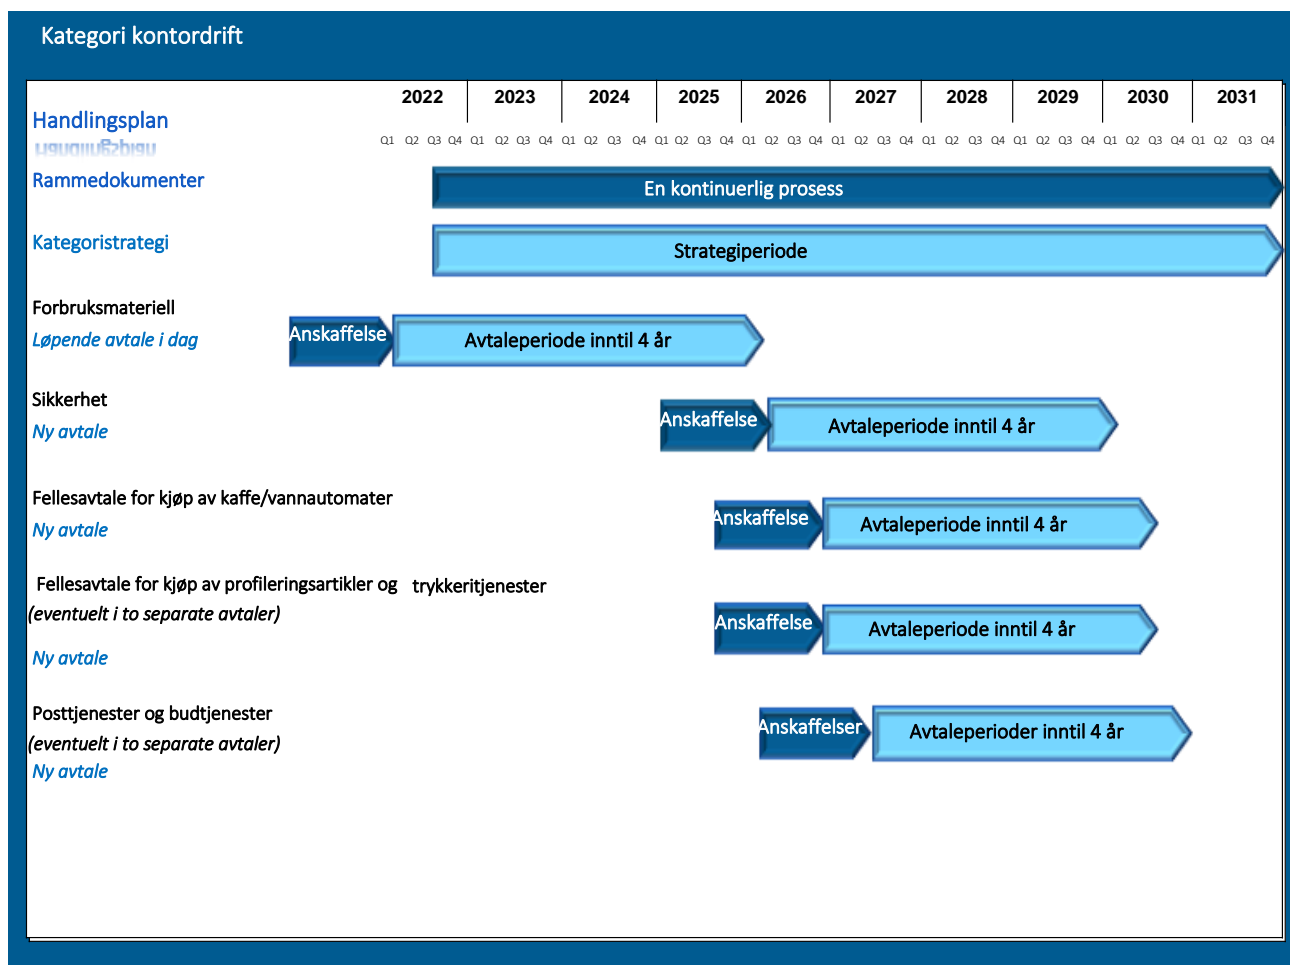 Kategori kontordrift
2022 2023 2024 2025 2026 2027 2028 2029 2030 2031
Handlingsplan
Q1 Q2 Q3 Q4 Q1 Q2 Q3 Q4 Q1 Q2 Q3 Q4 Q1 Q2 Q3 Q4 Q1 Q2 Q3 Q4 Q1 Q2 Q3 Q4 Q1 Q2 Q3 Q4 Q1 Q2 Q3 Q4 Q1 Q2 Q3 Q4 Q1 Q2 Q3 Q4
Rammedokumenter
En kontinuerlig prosess
Kategoristrategi
Strategiperiode
Forbruksmateriell
Løpende avtale i dag
Anskaffelse
Avtaleperiode inntil 4 år
Sikkerhet
Ny avtale
Anskaffelse
Avtaleperiode inntil 4 år
Fellesavtale for kjøp av kaffe/vannautomater
Ny avtale
Anskaffelse
Avtaleperiode inntil 4 år
Fellesavtale for kjøp av profileringsartikler og trykkeritjenester
(eventuelt i to separate avtaler)
Ny avtale
Anskaffelse
Avtaleperiode inntil 4 år
Posttjenester og budtjenester
(eventuelt i to separate avtaler)
Ny avtale
Anskaffelser
Avtaleperioder inntil 4 år